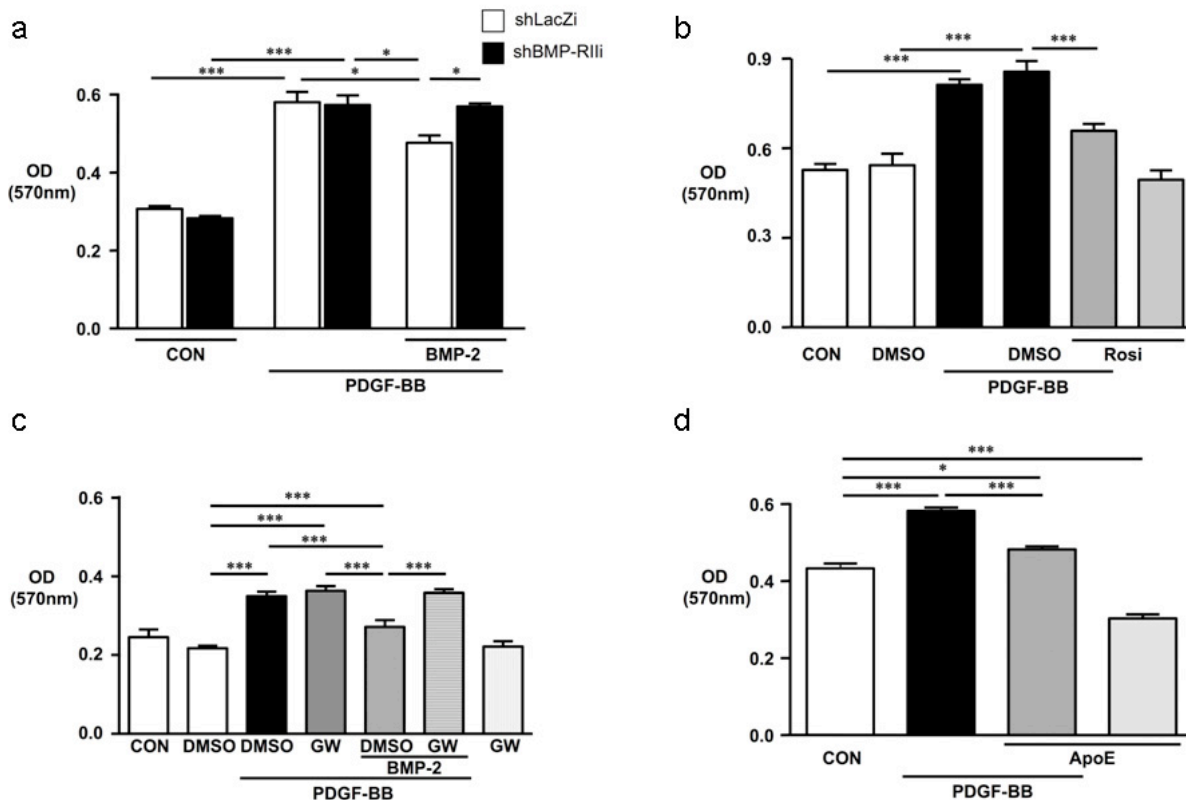 a
shLacZi
shBMP-RIIi
***
*
***
*
*
0.6
0.4
OD
(570nm)
0.2
0.0
CON
BMP-2
PDGF-BB
b
***
***
***
0.9
0.6
OD
(570nm)
0.3
0.0
CON
DMSO
DMSO
Rosi
PDGF-BB
c
***
***
***
***
***
***
0.6
0.4
OD
(570nm)
0.2
0.0
CON
DMSO
DMSO
GW
DMSO
GW
GW
BMP-2
PDGF-BB
d
***
*
***
***
0.6
0.4
OD
(570nm)
0.2
0.0
CON
ApoE
PDGF-BB